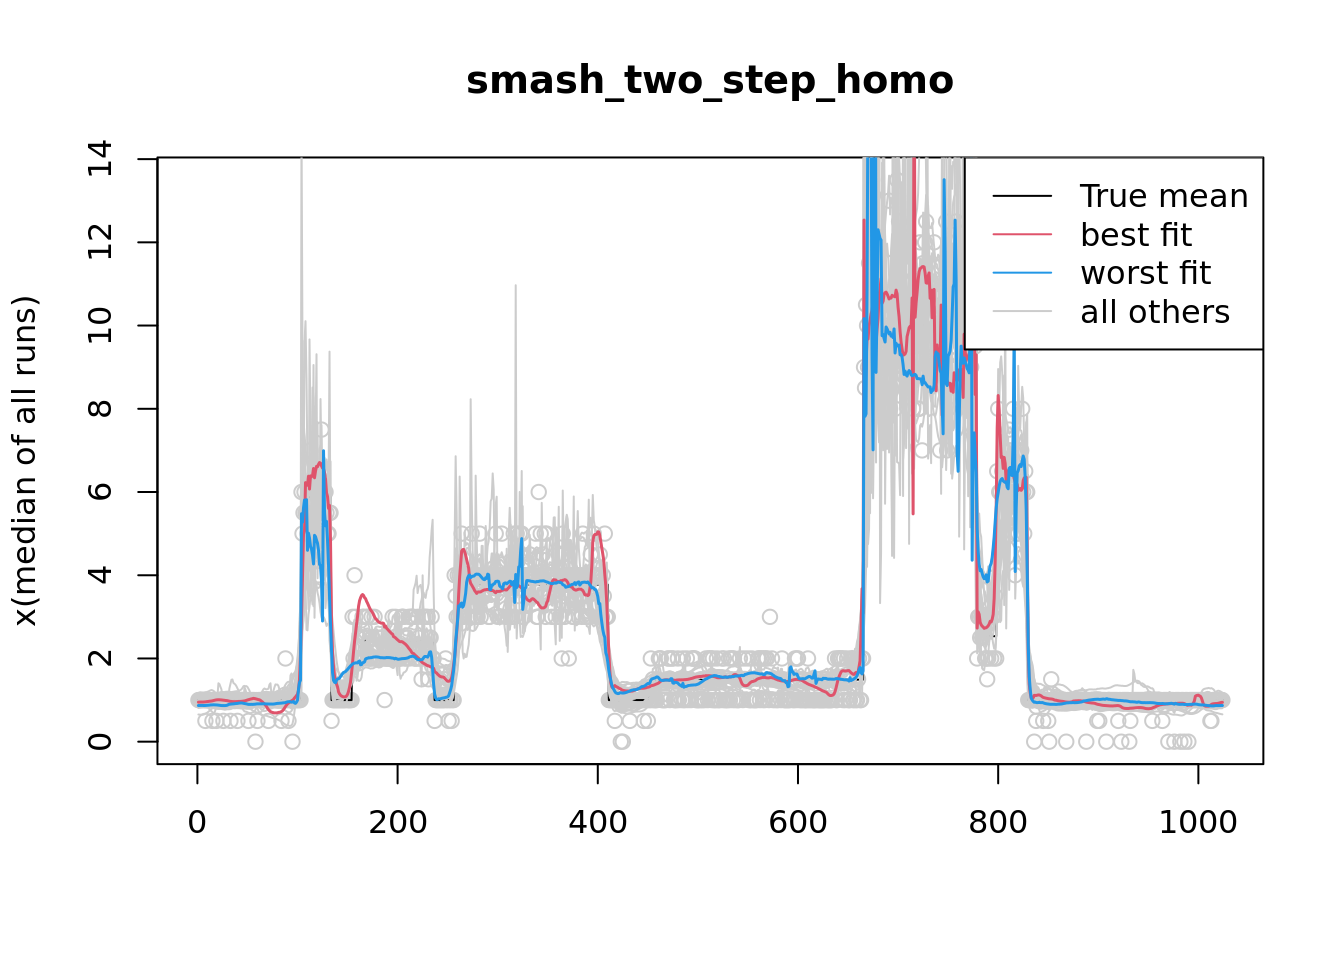 smash_two_step_homo
x(median of all runs)
14
12
10
8
6
4
2
0
True mean
best fit
worst fit
all others
0 200 400 600 800 1000